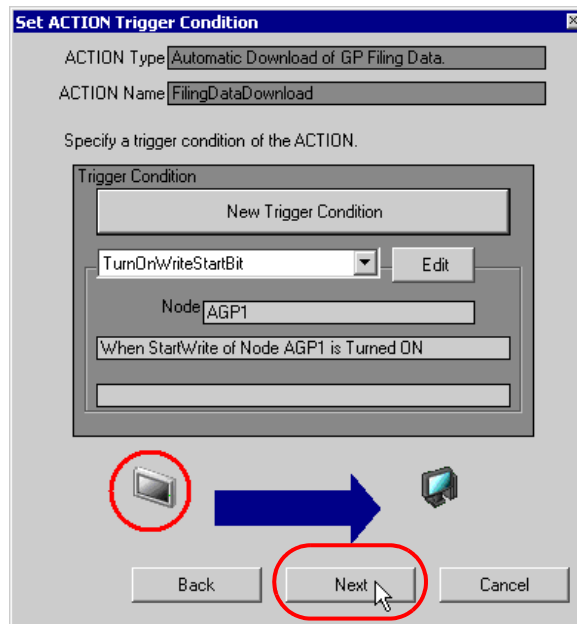 Set ACTION Trigger Condition
ACTION Type Automatic Download of GP Filing Data.
ACTION Name FilingDataDownload
Specify a trigger condition of the ACTION.
Trigger Condition
New Trigger Condition
TurnOnWriteStartBit Edit
Node AGP1
When StartWrite of Node AGP1 is Turned ON
Back Next Cancel